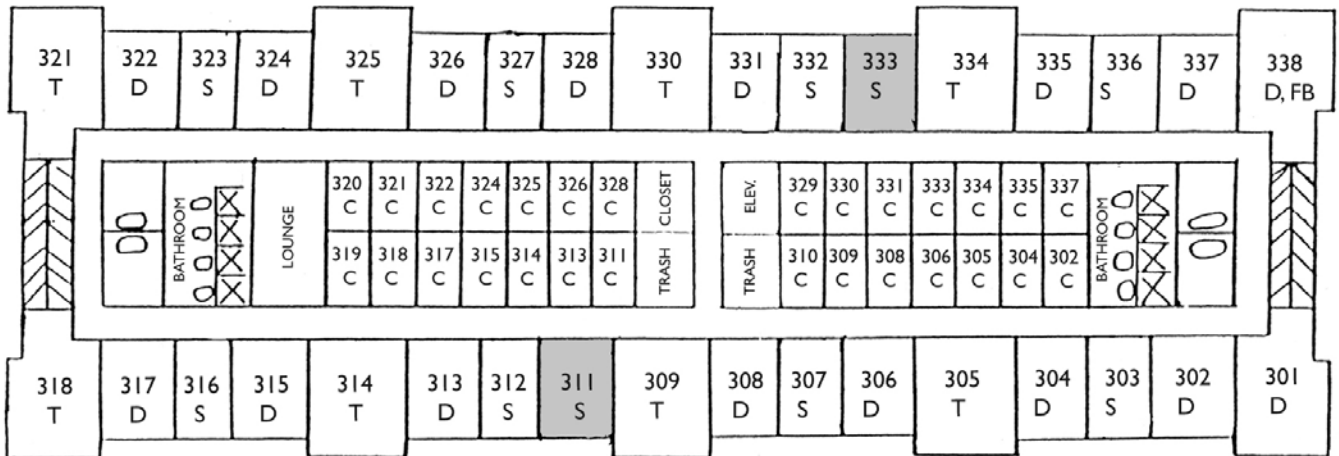 321 322 323 324 325 326 327 328 330 331 332 333 334 335 336 337 338
T D S D T D S D T D S S T D S D D, FB
320 321 322 324 325 326 328 CLOSET ELEV. 329 330 331 333 334 335 337
C C C C C C C C C C C C C C
BATHROOM LOUNGE BATHROOM
319 318 317 315 314 313 311 TRASH TRASH 310 309 308 306 305 304 302
C C C C C C C C C C C C C C
318 317 316 315 314 313 312 311 309 308 307 306 305 304 303 302 301
T D S D T D S S T D S D T D S D D